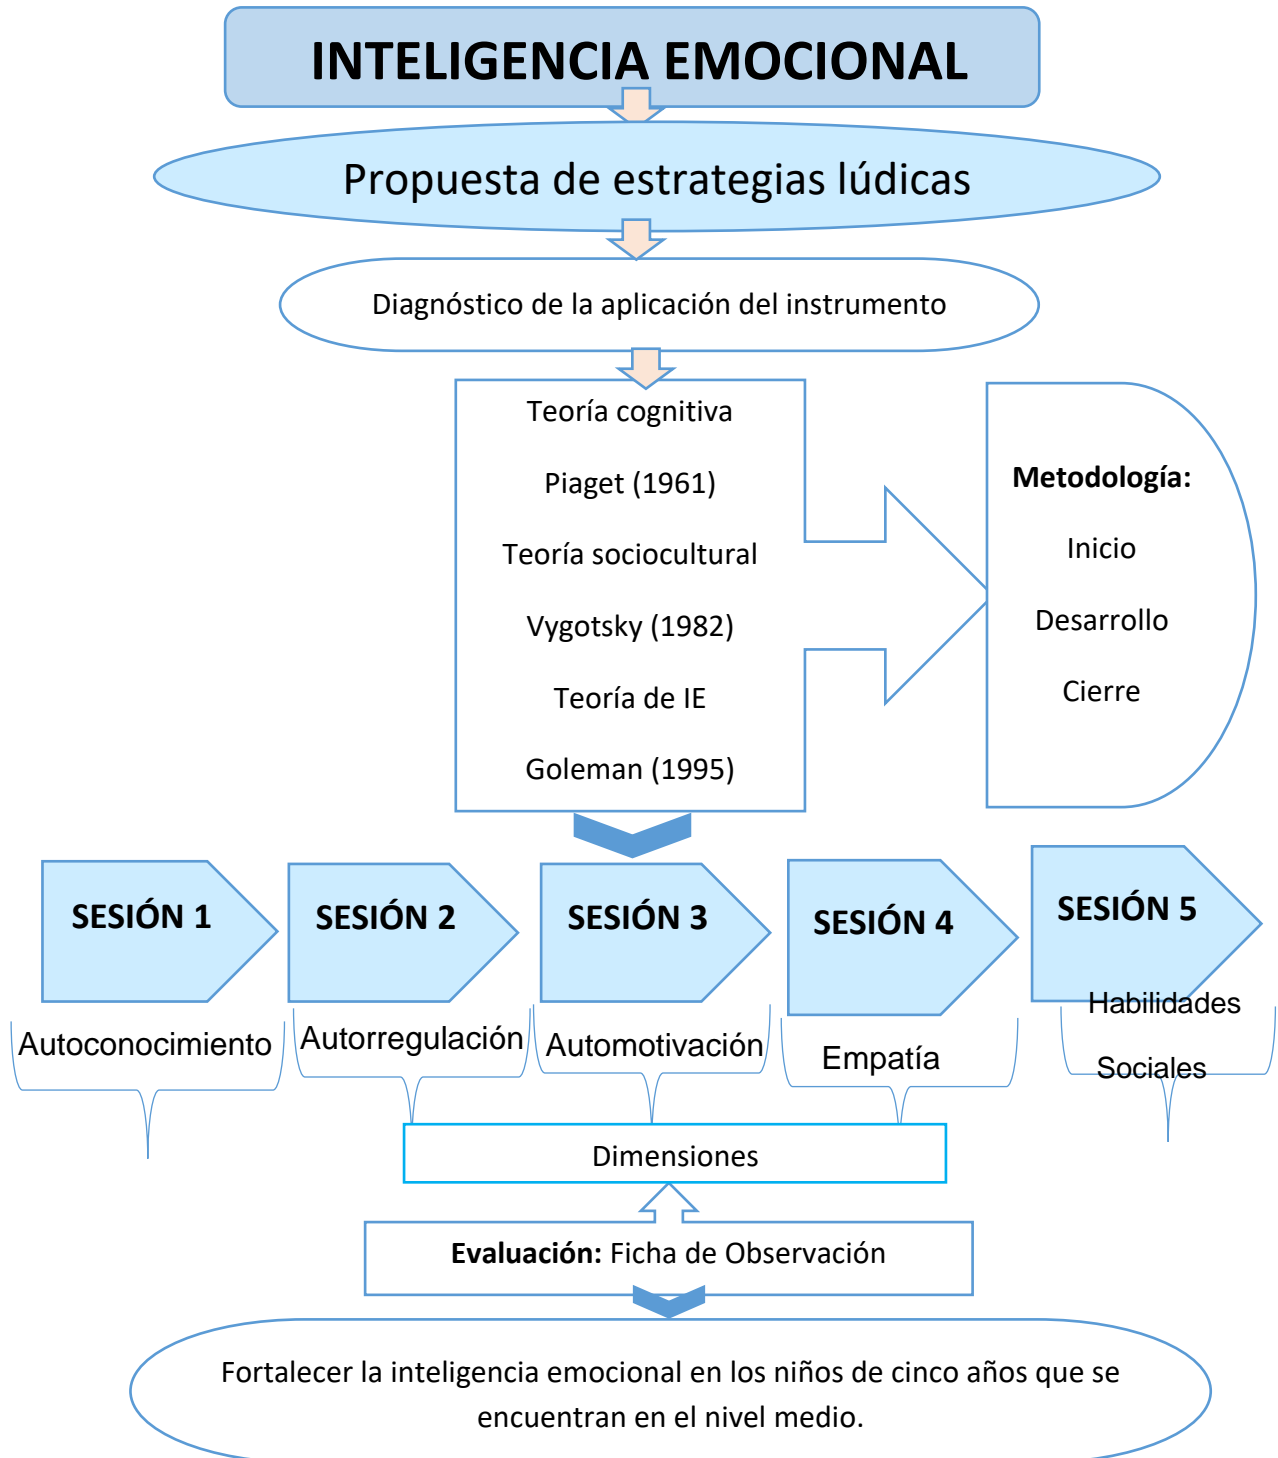 INTELIGENCIA EMOCIONAL
Propuesta de estrategias lúdicas
Diagnóstico de la aplicación del instrumento
Teoría cognitiva
Piaget (1961)
Teoría sociocultural
Vygotsky (1982)
Teoría de IE
Goleman (1995)
Metodología:
Inicio
Desarrollo
Cierre
SESIÓN 1
SESIÓN 2
SESIÓN 3
SESIÓN 4
SESIÓN 5
Autoconocimiento
Autorregulación
Automotivación
Empatía
Habilidades
Sociales
Dimensiones
Evaluación: Ficha de Observación
Fortalecer la inteligencia emocional en los niños de cinco años que se
encuentran en el nivel medio.